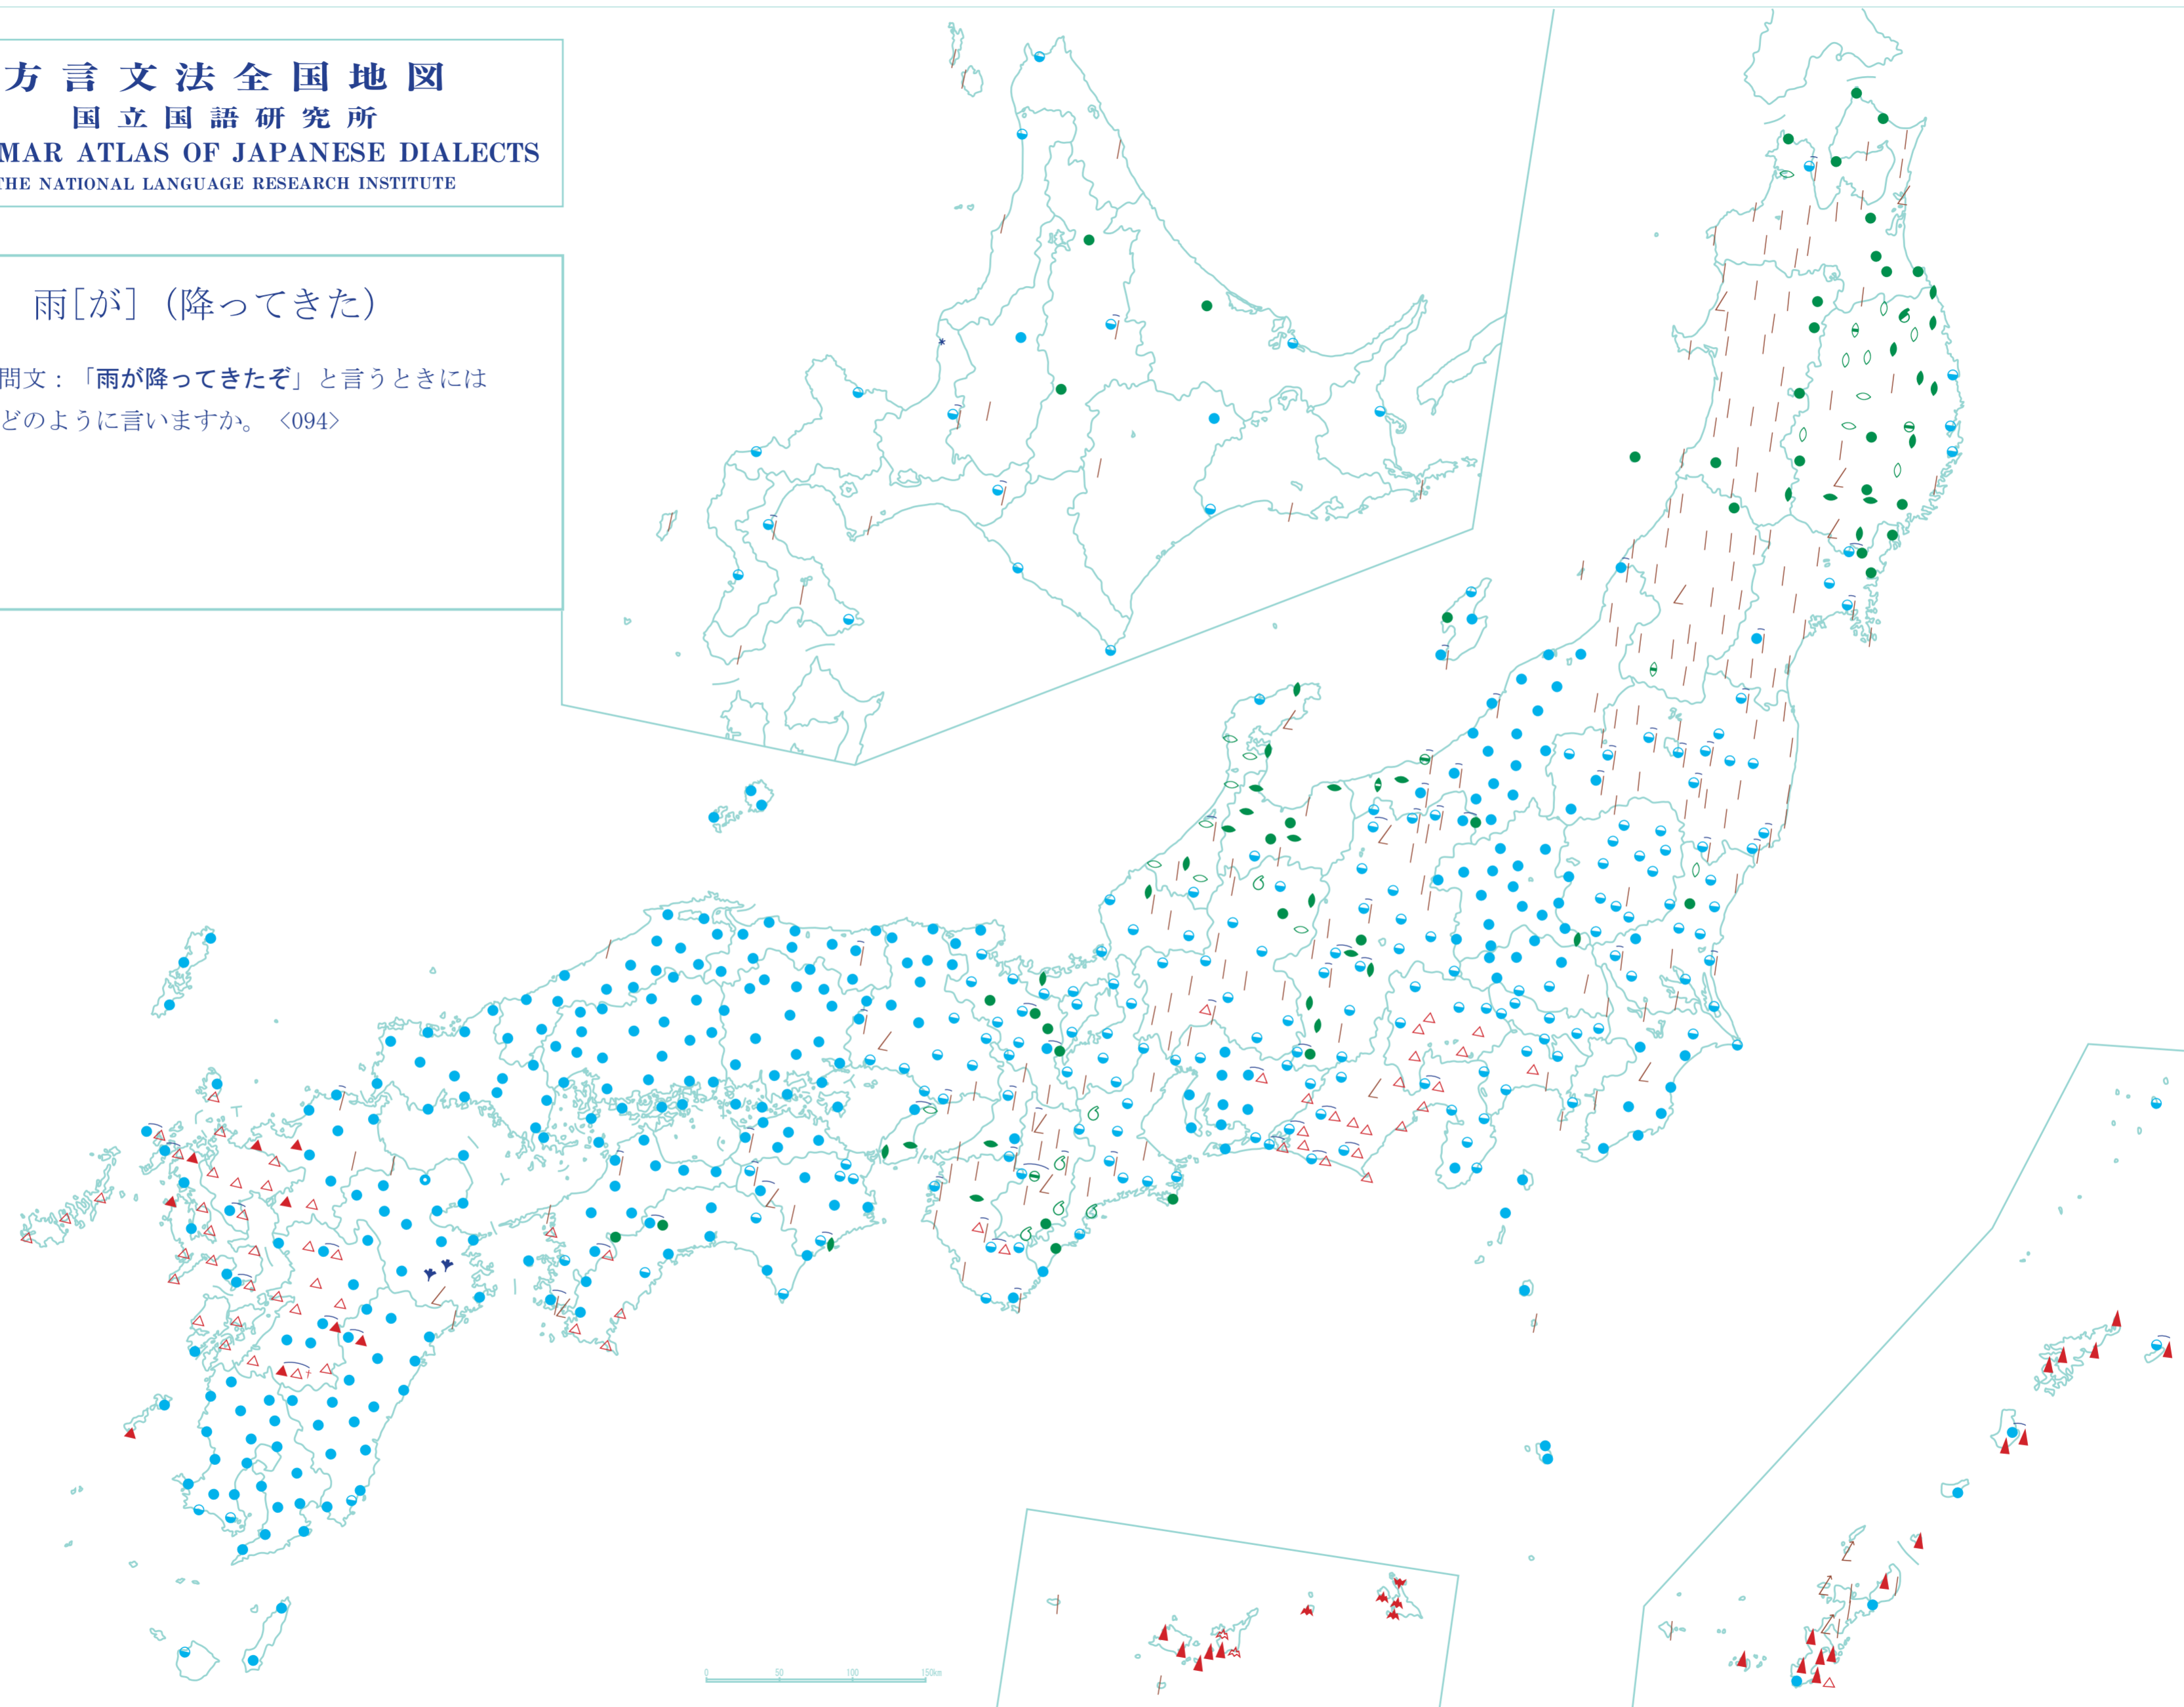 方言文法全国地図
国立国語研究所
MAR ATLAS OF JAPANESE DIALECTS
THE NATIONAL LANGUAGE RESEARCH INSTITUTE
雨[が]（降ってきた）
問文：「雨が降ってきたぞ」と言うときには
どのように言いますか。〈094〉
0 50 100 150km